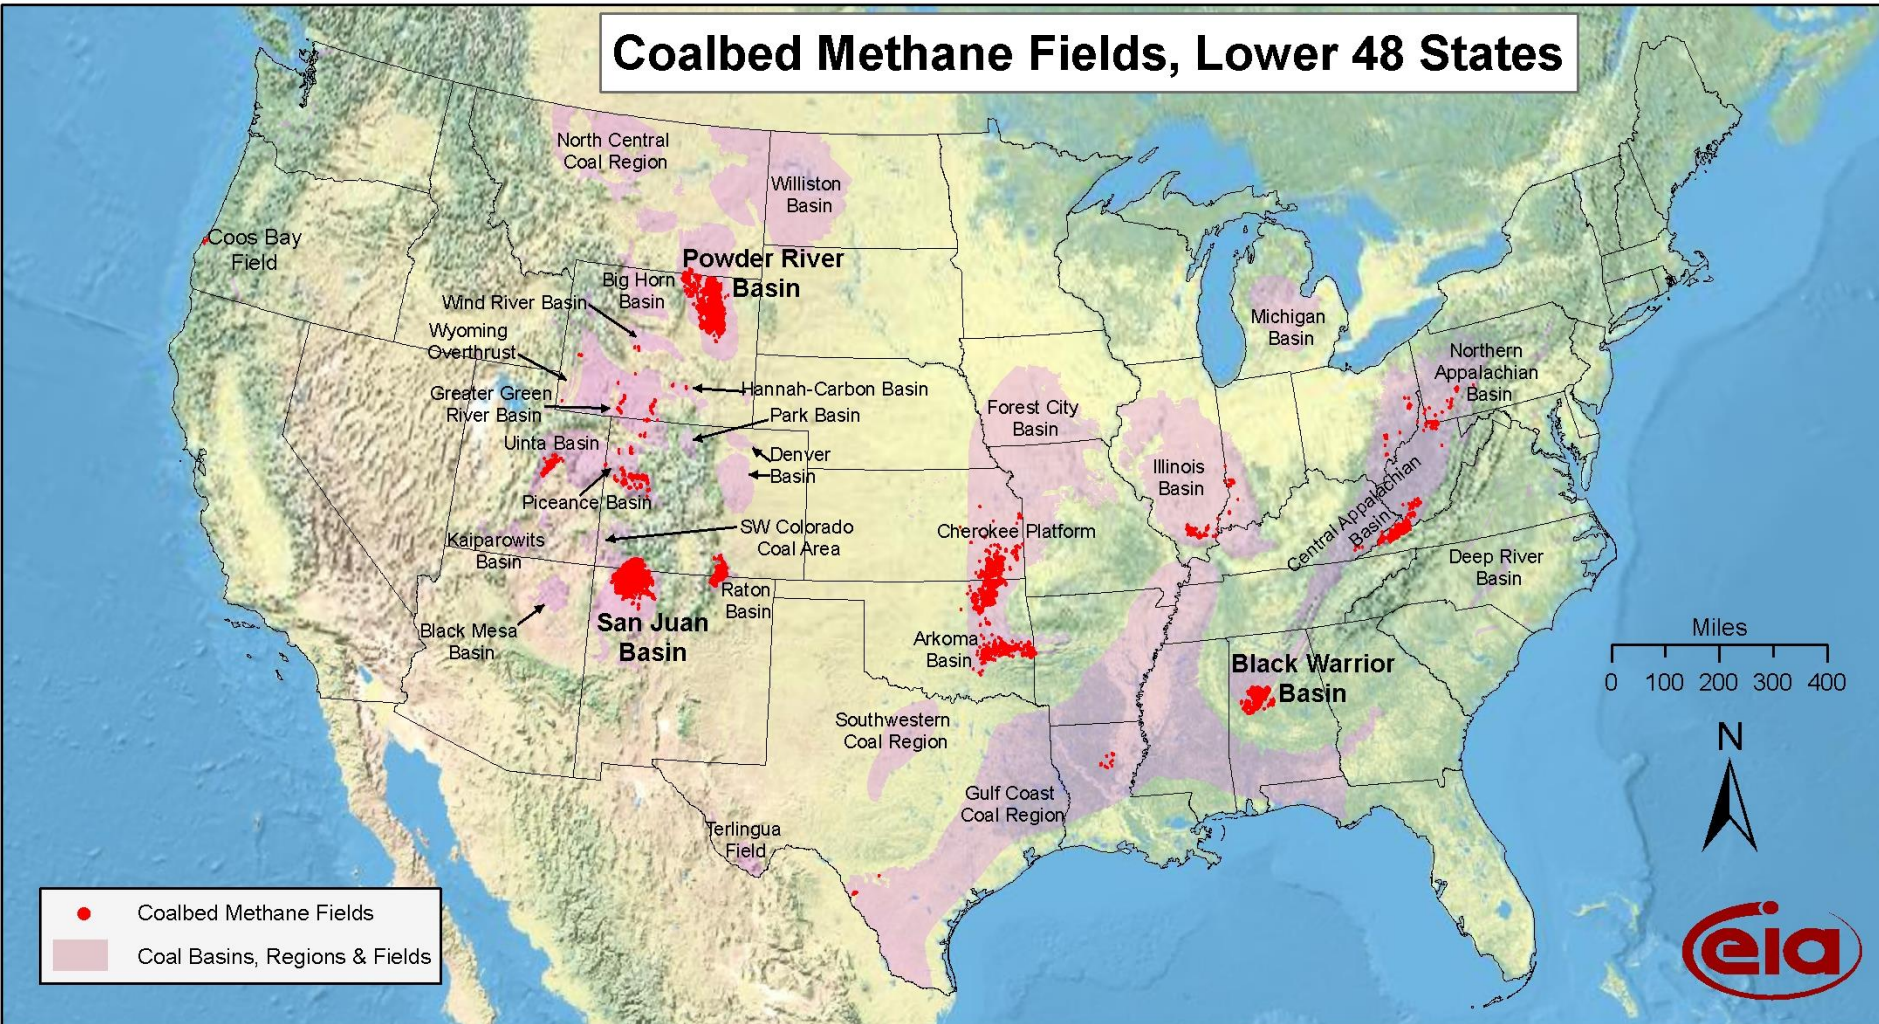 Coalbed Methane Fields, Lower 48 States
North Central
Coal Region
Williston
Basin
Coos Bay
Field
Powder River
Basin
Big Horn
Basin
Wind River Basin
Wyoming
Overthrust
Michigan
Basin
Northern
Appalachian
Basin
Greater Green
River Basin
Hannah-Carbon Basin
Park Basin
Forest City
Basin
Uinta Basin
Denver
Basin
Illinois
Basin
Piceance Basin
Central Appalachian
Basin
SW Colorado
Coal Area
Cherokee Platform
Kaiparowits
Basin
Deep River
Basin
Raton
Basin
San Juan
Basin
Black Mesa
Basin
Arkoma
Basin
Black Warrior
Basin
Miles
0 100 200 300 400
Southwestern
Coal Region
N
Gulf Coast
Coal Region
Terlingua
Field
Coalbed Methane Fields
Coal Basins, Regions & Fields
eia